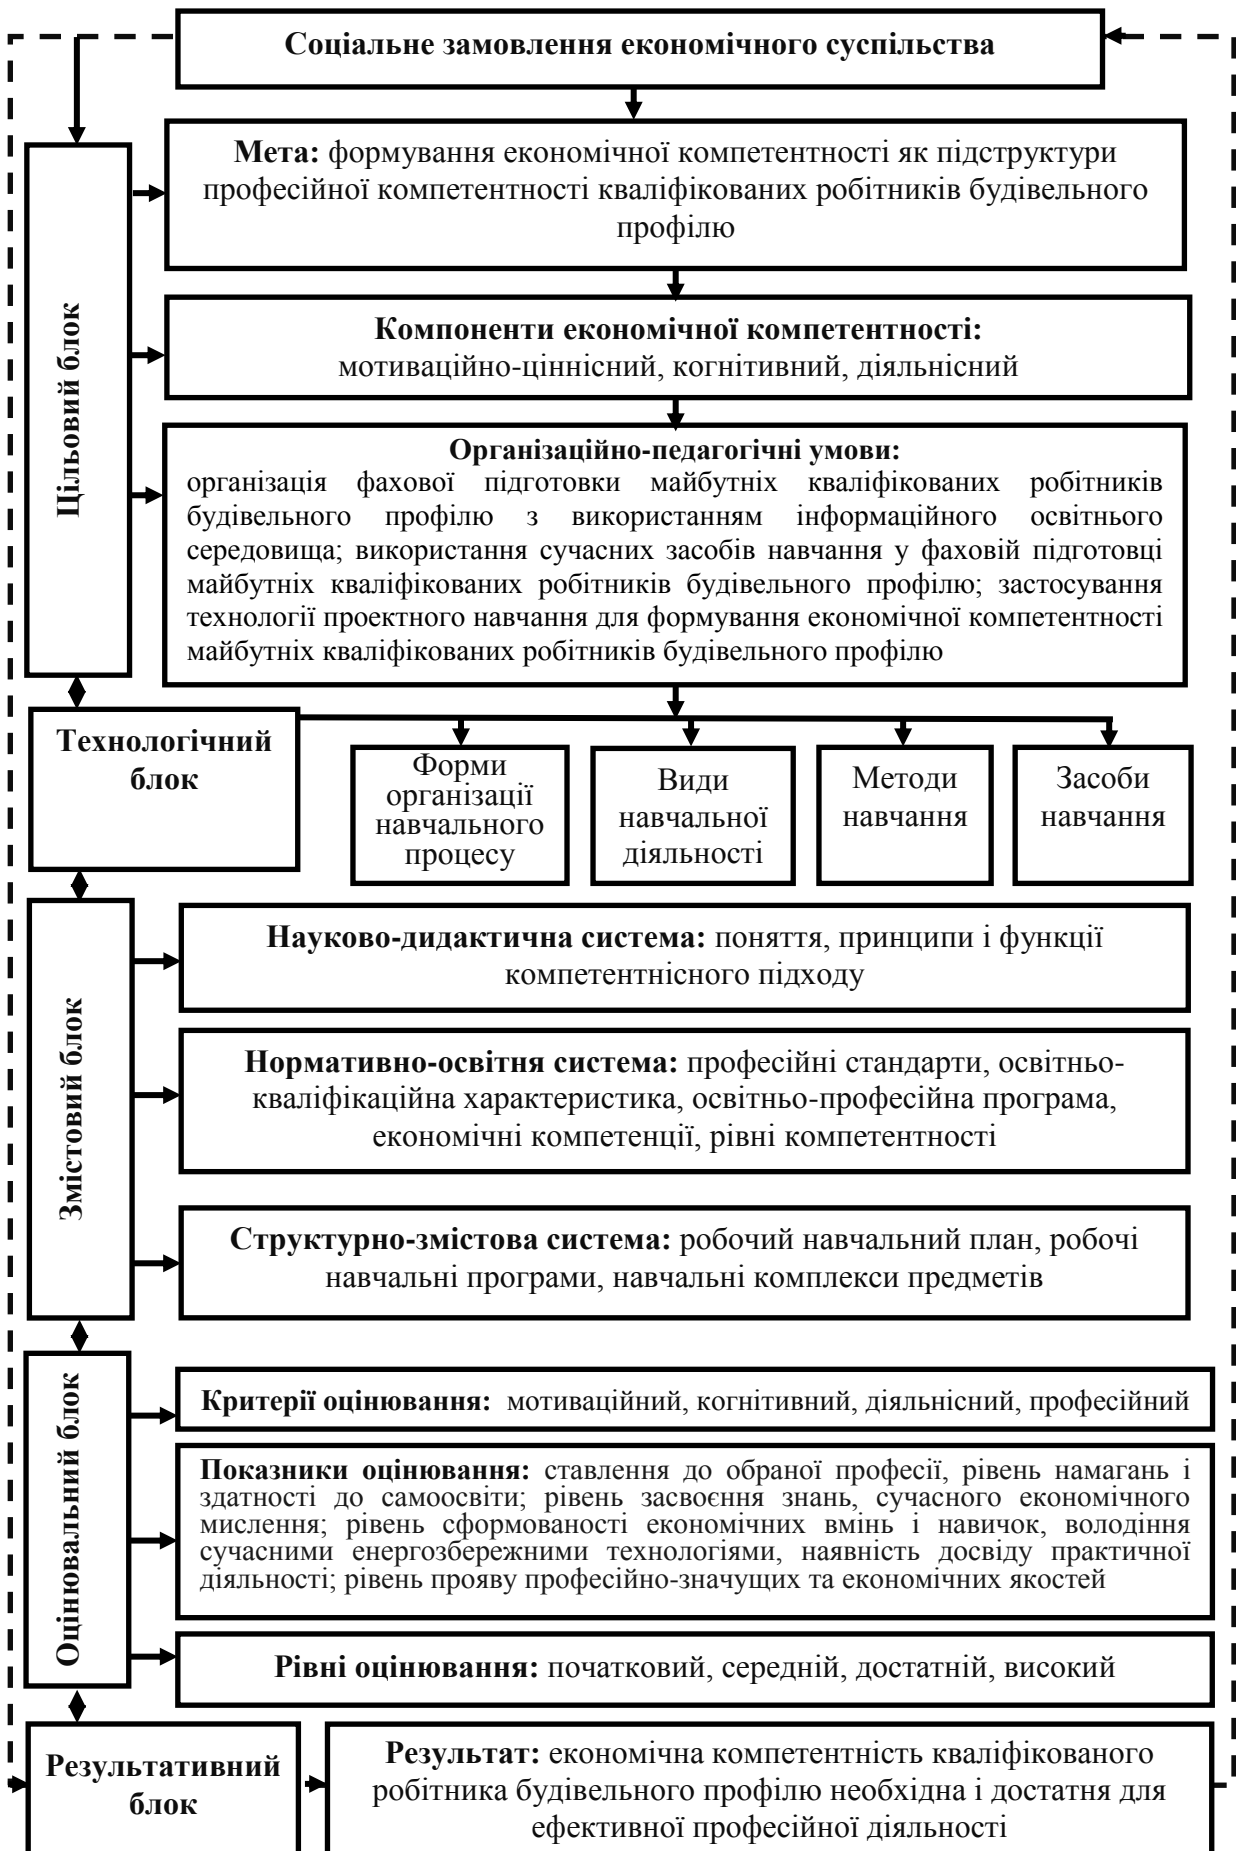 Соціальне замовлення економічного суспільства
Цільовий блок
Мета: формування економічної компетентності як підструктури
професійної компетентності кваліфікованих робітників будівельного
профілю
Компоненти економічної компетентності:
мотиваційно-ціннісний, когнітивний, діяльнісний
Організаційно-педагогічні умови:
організація фахової підготовки майбутніх кваліфікованих робітників
будівельного профілю з використанням інформаційного освітнього
середовища; використання сучасних засобів навчання у фаховій підготовці
майбутніх кваліфікованих робітників будівельного профілю; застосування
технології проектного навчання для формування економічної компетентності
майбутніх кваліфікованих робітників будівельного профілю
Технологічний
блок
Форми
організації
навчального
процесу
Види
навчальної
діяльності
Методи
навчання
Засоби
навчання
Змістовий блок
Науково-дидактична система: поняття, принципи і функції
компетентнісного підходу
Нормативно-освітня система: професійні стандарти, освітньо-
кваліфікаційна характеристика, освітньо-професійна програма,
економічні компетенції, рівні компетентності
Структурно-змістова система: робочий навчальний план, робочі
навчальні програми, навчальні комплекси предметів
Оцінювальний блок
Критерії оцінювання: мотиваційний, когнітивний, діяльнісний, професійний
Показники оцінювання: ставлення до обраної професії, рівень намагань і
здатності до самоосвіти; рівень засвоєння знань, сучасного економічного
мислення; рівень сформованості економічних вмінь і навичок, володіння
сучасними енергозбережними технологіями, наявність досвіду практичної
діяльності; рівень прояву професійно-значущих та економічних якостей
Рівні оцінювання: початковий, середній, достатній, високий
Результативний
блок
Результат: економічна компетентність кваліфікованого
робітника будівельного профілю необхідна і достатня для
ефективної професійної діяльності